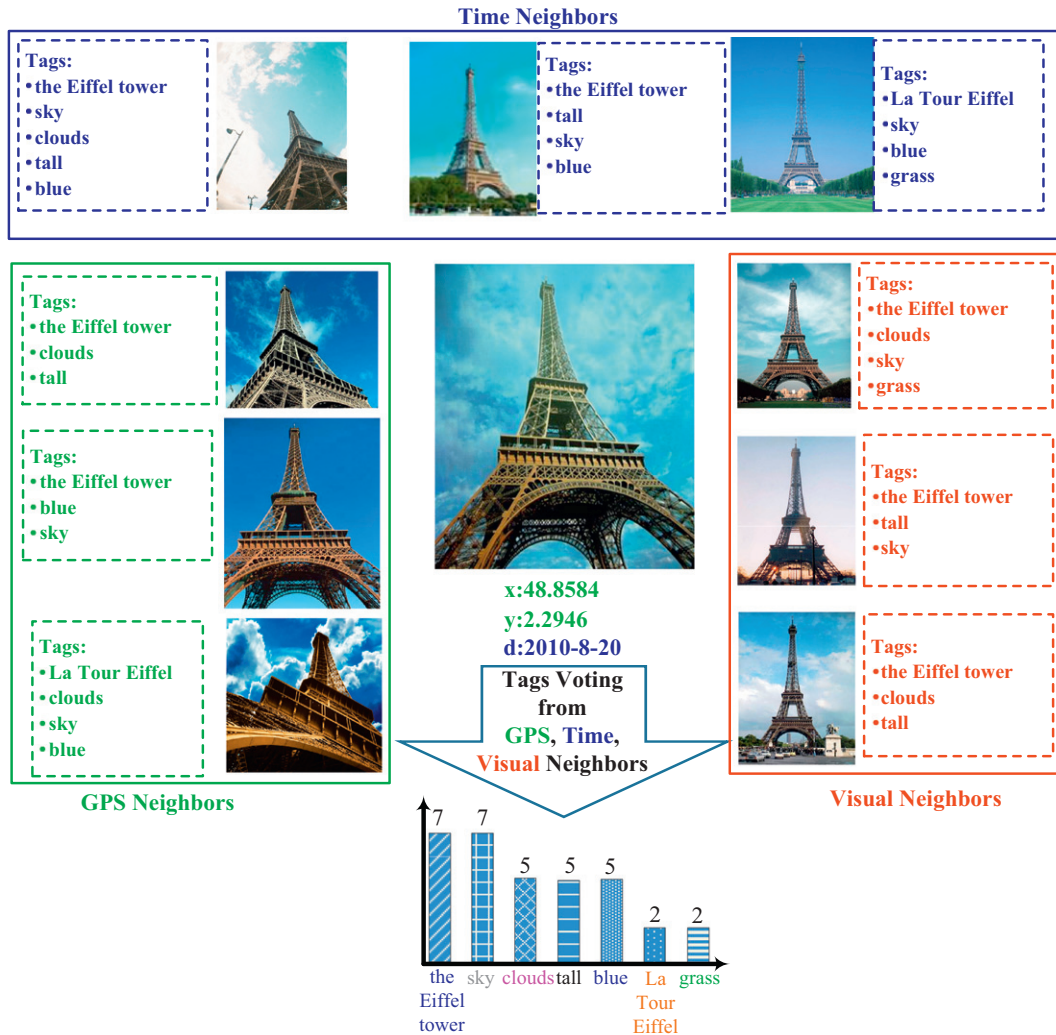 Time Neighbors
Tags:
•the Eiffel tower
•sky
•clouds
•tall
•blue
Tags:
•the Eiffel tower
•tall
•sky
•blue
Tags:
•La Tour Eiffel
•sky
•blue
•grass
Tags:
•the Eiffel tower
•clouds
•tall
Tags:
•the Eiffel tower
•blue
•sky
Tags:
•La Tour Eiffel
•clouds
•sky
•blue
GPS Neighbors
x:48.8584
y:2.2946
d:2010-8-20
Tags Voting
from
GPS, Time,
Visual Neighbors
Tags:
•the Eiffel tower
•clouds
•sky
•grass
Tags:
•the Eiffel tower
•tall
•sky
Tags:
•the Eiffel tower
•clouds
•tall
Visual Neighbors
7 7 5 5 5 2 2
the Eiffel tower
sky
clouds
tall
blue
La Tour Eiffel
grass